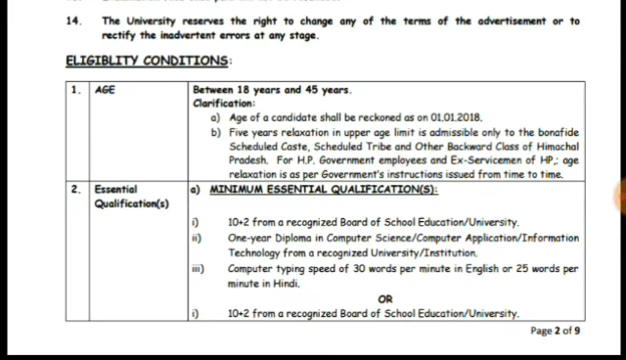 14. The University reserves the right to change any of the terms of the advertisement or to
rectify the inadvertent errors at any stage.
ELIGIBLITY CONDITIONS:
1. AGE Between 18 years and 45 years.
Clarification:
a) Age of a candidate shall be reckoned as on 01.01.2018.
b) Five years relaxation in upper age limit is admissible only to the bonafide
Scheduled Caste, Scheduled Tribe and Other Backward Class of Himachal
Pradesh. For H.P. Government employees and Ex-Servicemen of HP,: age
relaxation is as per Government's instructions issued from time to time.
2. Essential a) MINIMUM ESSENTIAL QUALIFICATION(S):
Qualification(s)
i) 10+2 from a recognized Board of School Education/University.
ii) One-year Diploma in Computer Science/Computer Application/Information
Technology from a recognized University/Institution.
iii) Computer typing speed of 30 words per minute in English or 25 words per
minute in Hindi.
OR
i) 10+2 from a recognized Board of School Education/University.
Page 2 of 9